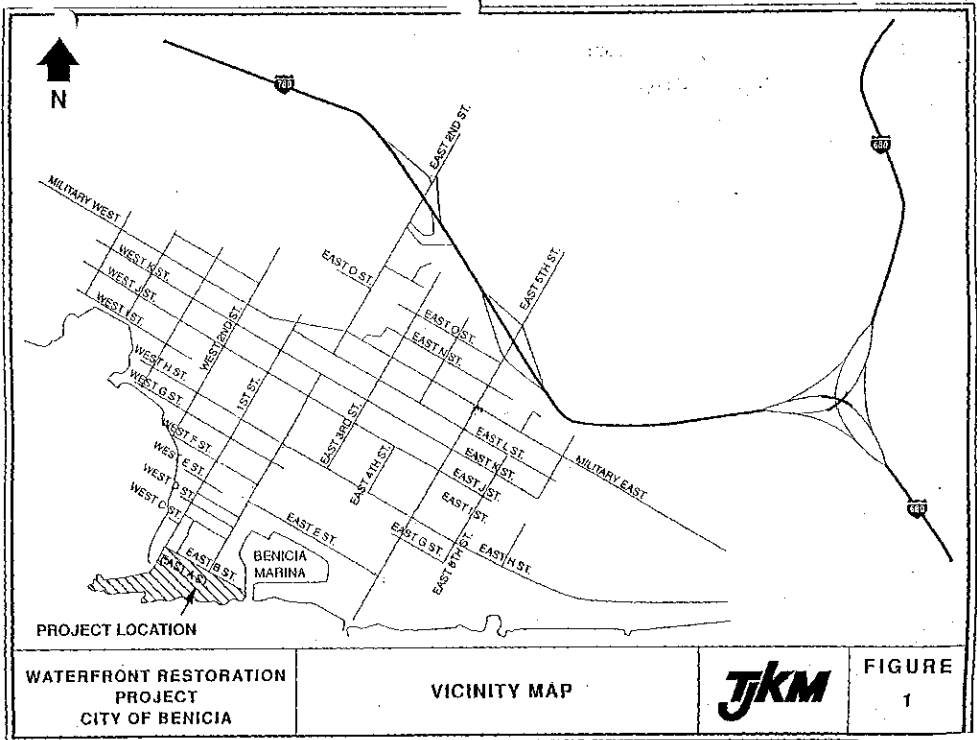 N
780
680
EAST 2ND ST.
MILITARY WEST
WEST K ST.
WEST J ST.
WEST I ST.
WEST H ST.
WEST G ST.
WEST F ST.
WEST E ST.
WEST D ST.
WEST C ST.
WEST 2ND ST.
1ST ST.
EAST O ST.
EAST 5TH ST.
EAST O ST.
EAST N ST.
EAST 3RD ST.
EAST 4TH ST.
EAST L ST.
EAST K ST.
EAST J ST.
EAST I ST.
MILITARY EAST
680
EAST E ST.
EAST G ST.
EAST H ST.
EAST 6TH ST.
BENICIA
MARINA
EAST B ST.
EAST A ST.
PROJECT LOCATION
WATERFRONT RESTORATION
PROJECT
CITY OF BENICIA
VICINITY MAP
TJKM
FIGURE
1